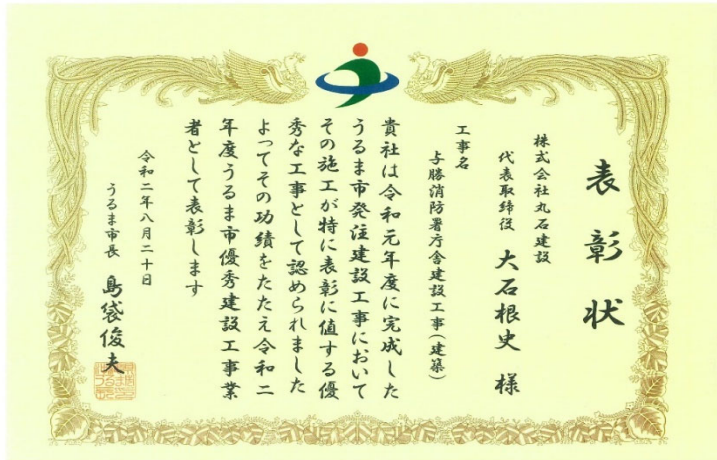 表彰状
株式会社丸石建設
代表取締役 大石根史 様
工事名
与勝消防署庁舎建設工事(建築)
貴社は令和元年度に完成した
うるま市発注建設工事において
その施工が特に表彰に値する優
秀な工事として認められました
よってその功績をたたえ令和二
年度うるま市優秀建設工事業
者として表彰します
令和二年八月二十日
うるま市長 島袋俊夫